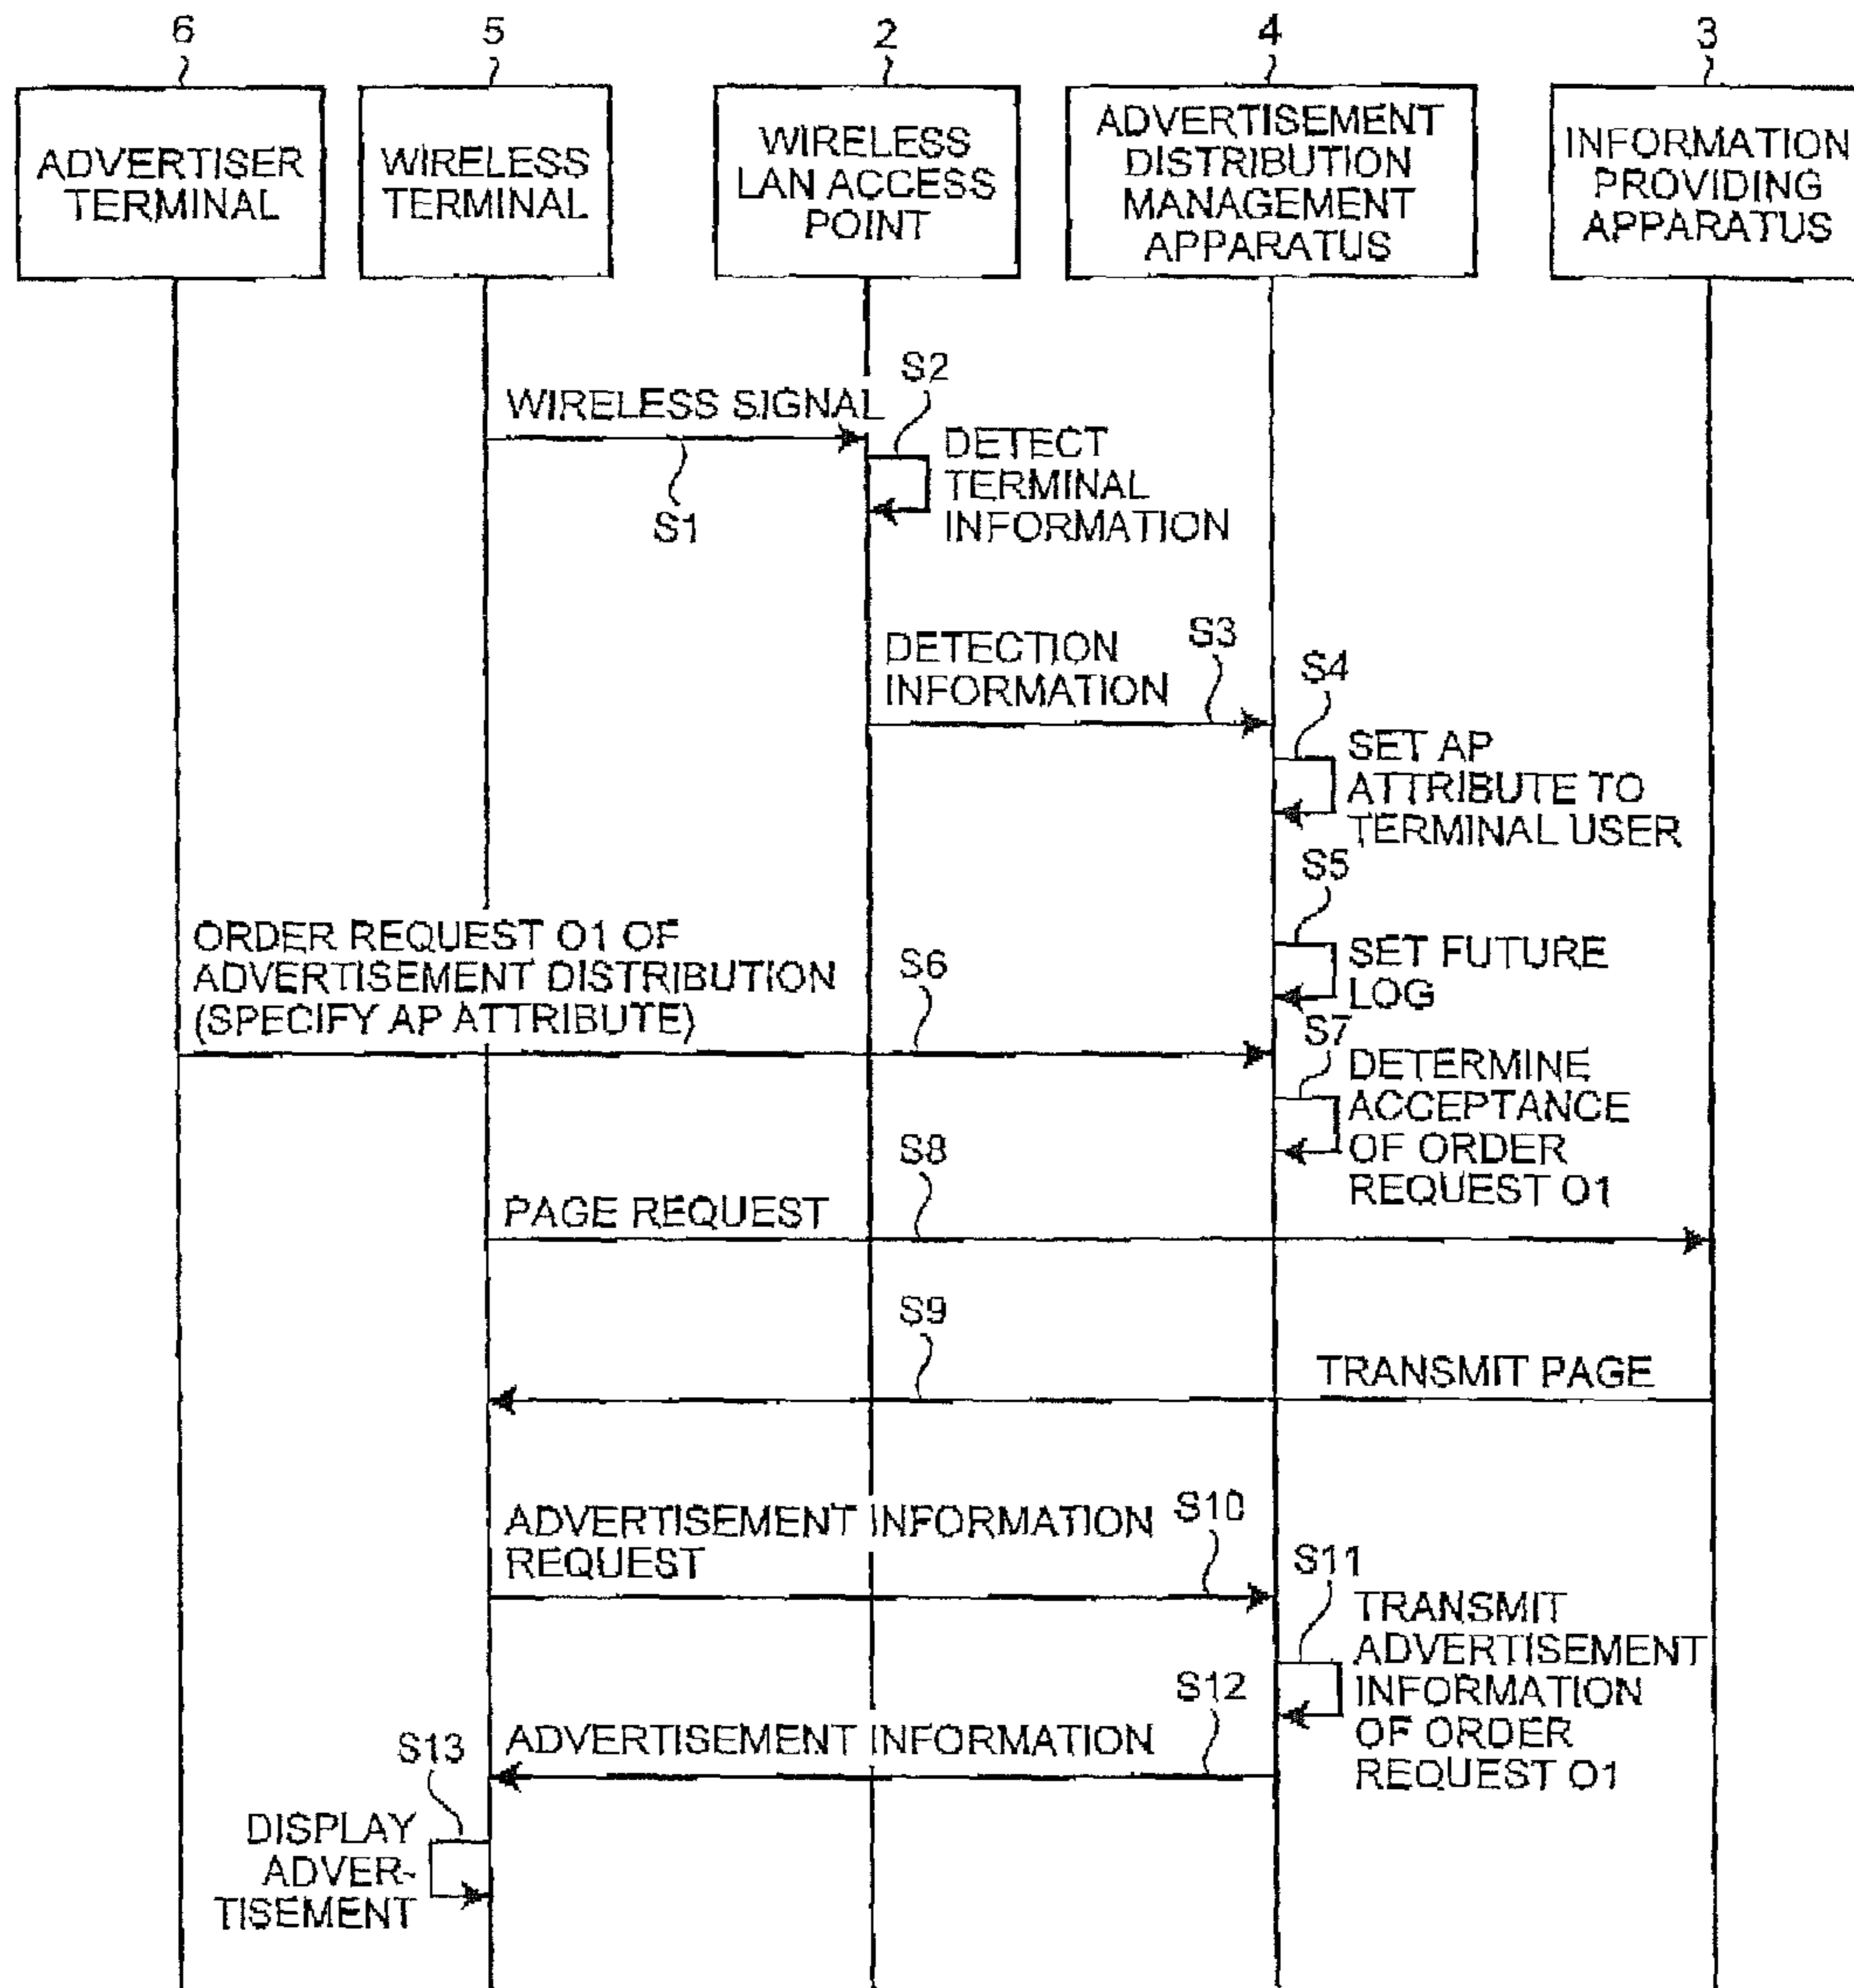 6
5
2
4
3
ADVERTISER
TERMINAL
WIRELESS
TERMINAL
WIRELESS
LAN ACCESS
POINT
ADVERTISEMENT
DISTRIBUTION
MANAGEMENT
APPARATUS
INFORMATION
PROVIDING
APPARATUS
WIRELESS SIGNAL
S1
S2
DETECT
TERMINAL
INFORMATION
DETECTION
INFORMATION
S3
S4
SET AP
ATTRIBUTE TO
TERMINAL USER
S5
SET FUTURE
LOG
ORDER REQUEST O1 OF
ADVERTISEMENT DISTRIBUTION
(SPECIFY AP ATTRIBUTE)
S6
S7
DETERMINE
ACCEPTANCE
OF ORDER
REQUEST O1
PAGE REQUEST
S8
S9
TRANSMIT PAGE
ADVERTISEMENT INFORMATION
REQUEST
S10
S11
TRANSMIT
ADVERTISEMENT
INFORMATION
OF ORDER
REQUEST O1
ADVERTISEMENT INFORMATION
S12
S13
DISPLAY
ADVER-
TISEMENT